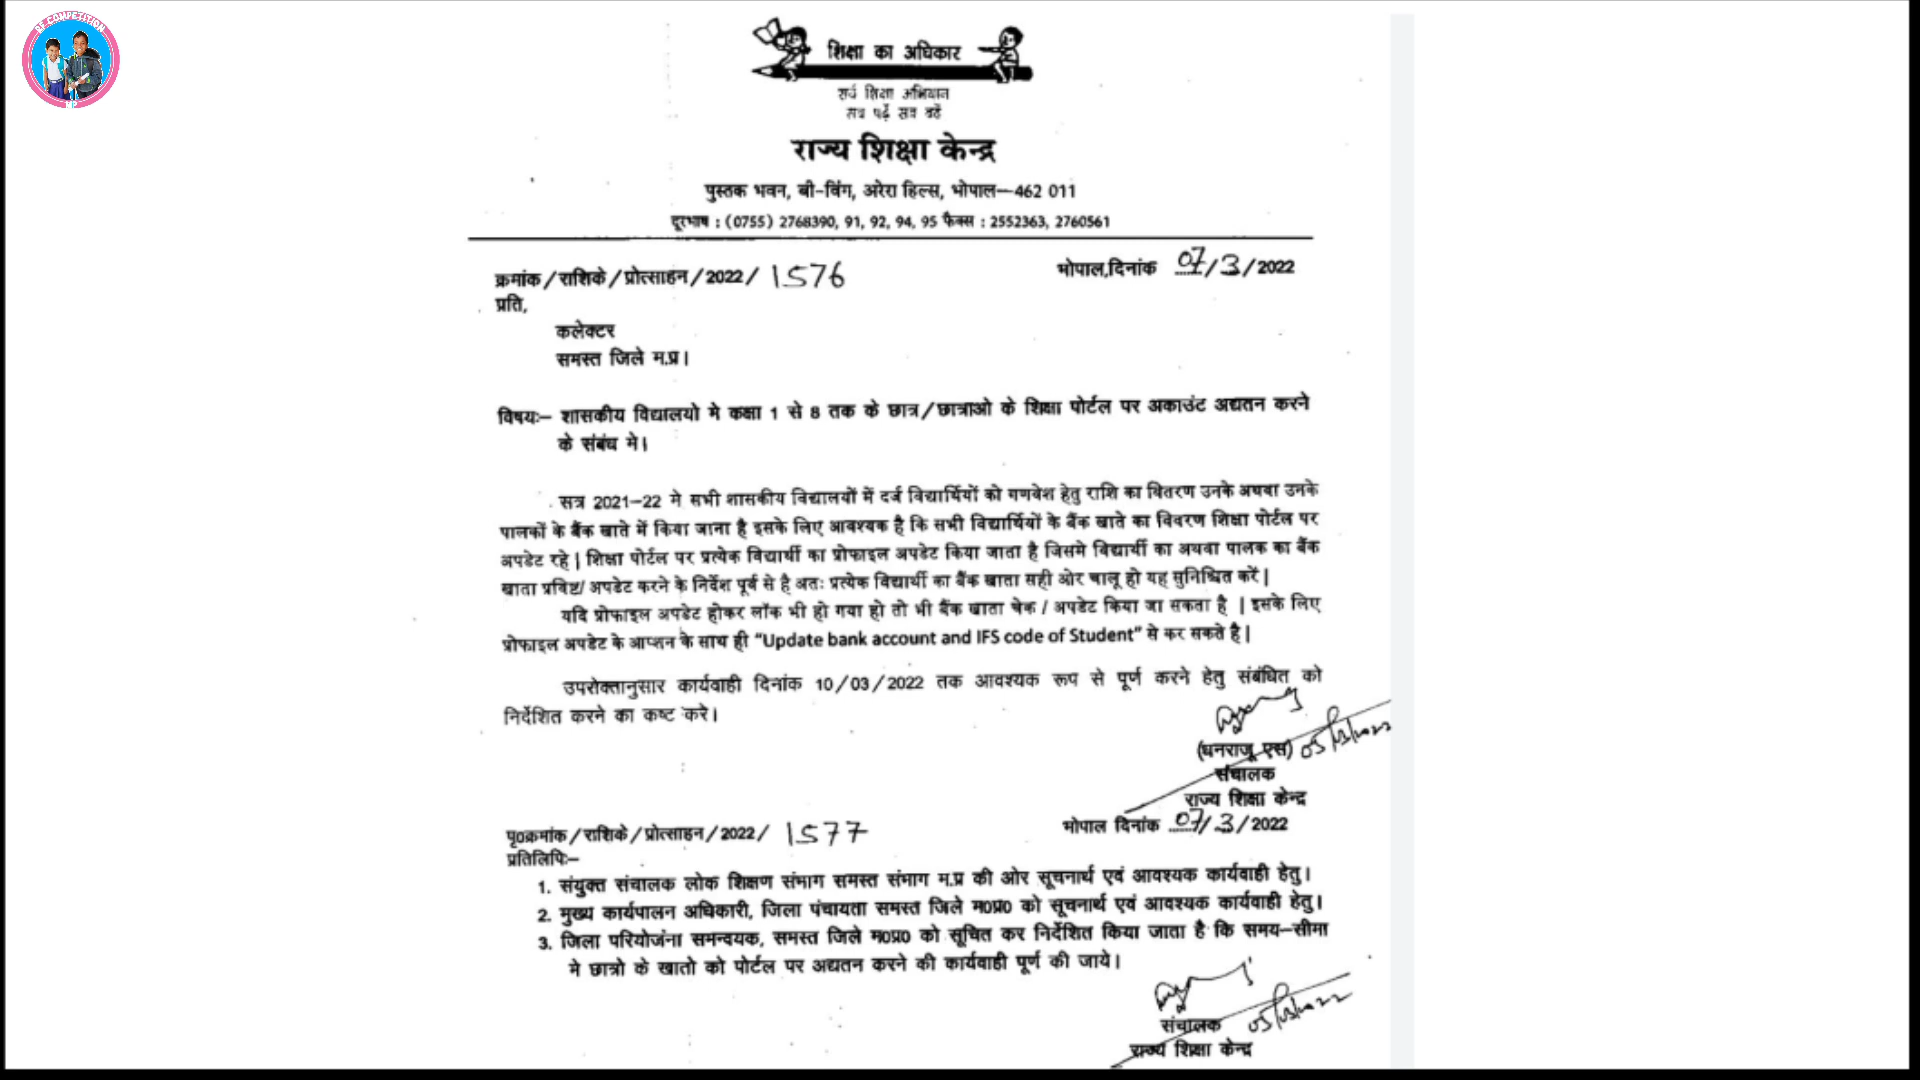 RF COMPETITION
शिक्षा का अधिकार
सर्व शिक्षा अभियान
सब पढ़ें सब बढ़ें
राज्य शिक्षा केन्द्र
पुस्तक भवन, बी-विंग, अरेरा हिल्स, भोपाल-462 011
दूरभाष : (0755) 2768390, 91, 92, 94, 95 फैक्स : 2552363, 2760561
क्रमांक/राशिके/प्रोत्साहन/2022/ 1576
भोपाल,दिनांक 07/3/2022
प्रति,
कलेक्टर
समस्त जिले म.प्र।
विषयः- शासकीय विद्यालयो मे कक्षा 1 से 8 तक के छात्र/छात्राओ के शिक्षा पोर्टल पर अकाउंट अद्यतन करने
के संबंध मे।
सत्र 2021-22 मे सभी शासकीय विद्यालयों में दर्ज विद्यार्थियों को गणवेश हेतु राशि का वितरण उनके अथवा उनके
पालकों के बैंक खाते में किया जाना है इसके लिए आवश्यक है कि सभी विद्यार्थियों के बैंक खाते का विवरण शिक्षा पोर्टल पर
अपडेट रहे | शिक्षा पोर्टल पर प्रत्येक विद्यार्थी का प्रोफाइल अपडेट किया जाता है जिसमे विद्यार्थी का अथवा पालक का बैंक
खाता प्रविष्ट/ अपडेट करने के निर्देश पूर्व से है अतः प्रत्येक विद्यार्थी का बैंक खाता सही ओर चालू हो यह सुनिश्चित करें |
यदि प्रोफाइल अपडेट होकर लॉक भी हो गया हो तो भी बैंक खाता चेक / अपडेट किया जा सकता है | इसके लिए
प्रोफाइल अपडेट के आप्शन के साथ ही “Update bank account and IFS code of Student” से कर सकते है |
उपरोक्तानुसार कार्यवाही दिनांक 10/03/2022 तक आवश्यक रूप से पूर्ण करने हेतु संबंधित को
निर्देशित करने का कष्ट करे।
(धनराजू एस) 05/03/2022
संचालक
राज्य शिक्षा केन्द्र
पृ0क्रमांक/राशिके/प्रोत्साहन/2022/ 1577
भोपाल दिनांक 07/3/2022
प्रतिलिपिः-
1. संयुक्त संचालक लोक शिक्षण संभाग समस्त संभाग म.प्र की ओर सूचनार्थ एवं आवश्यक कार्यवाही हेतु।
2. मुख्य कार्यपालन अधिकारी, जिला पंचायता समस्त जिले म0प्र0 को सूचनार्थ एवं आवश्यक कार्यवाही हेतु।
3. जिला परियोजना समन्वयक, समस्त जिले म0प्र0 को सूचित कर निर्देशित किया जाता है कि समय-सीमा
मे छात्रो के खातो को पोर्टल पर अद्यतन करने की कार्यवाही पूर्ण की जाये।
05/03/2022
संचालक
राज्य शिक्षा केन्द्र